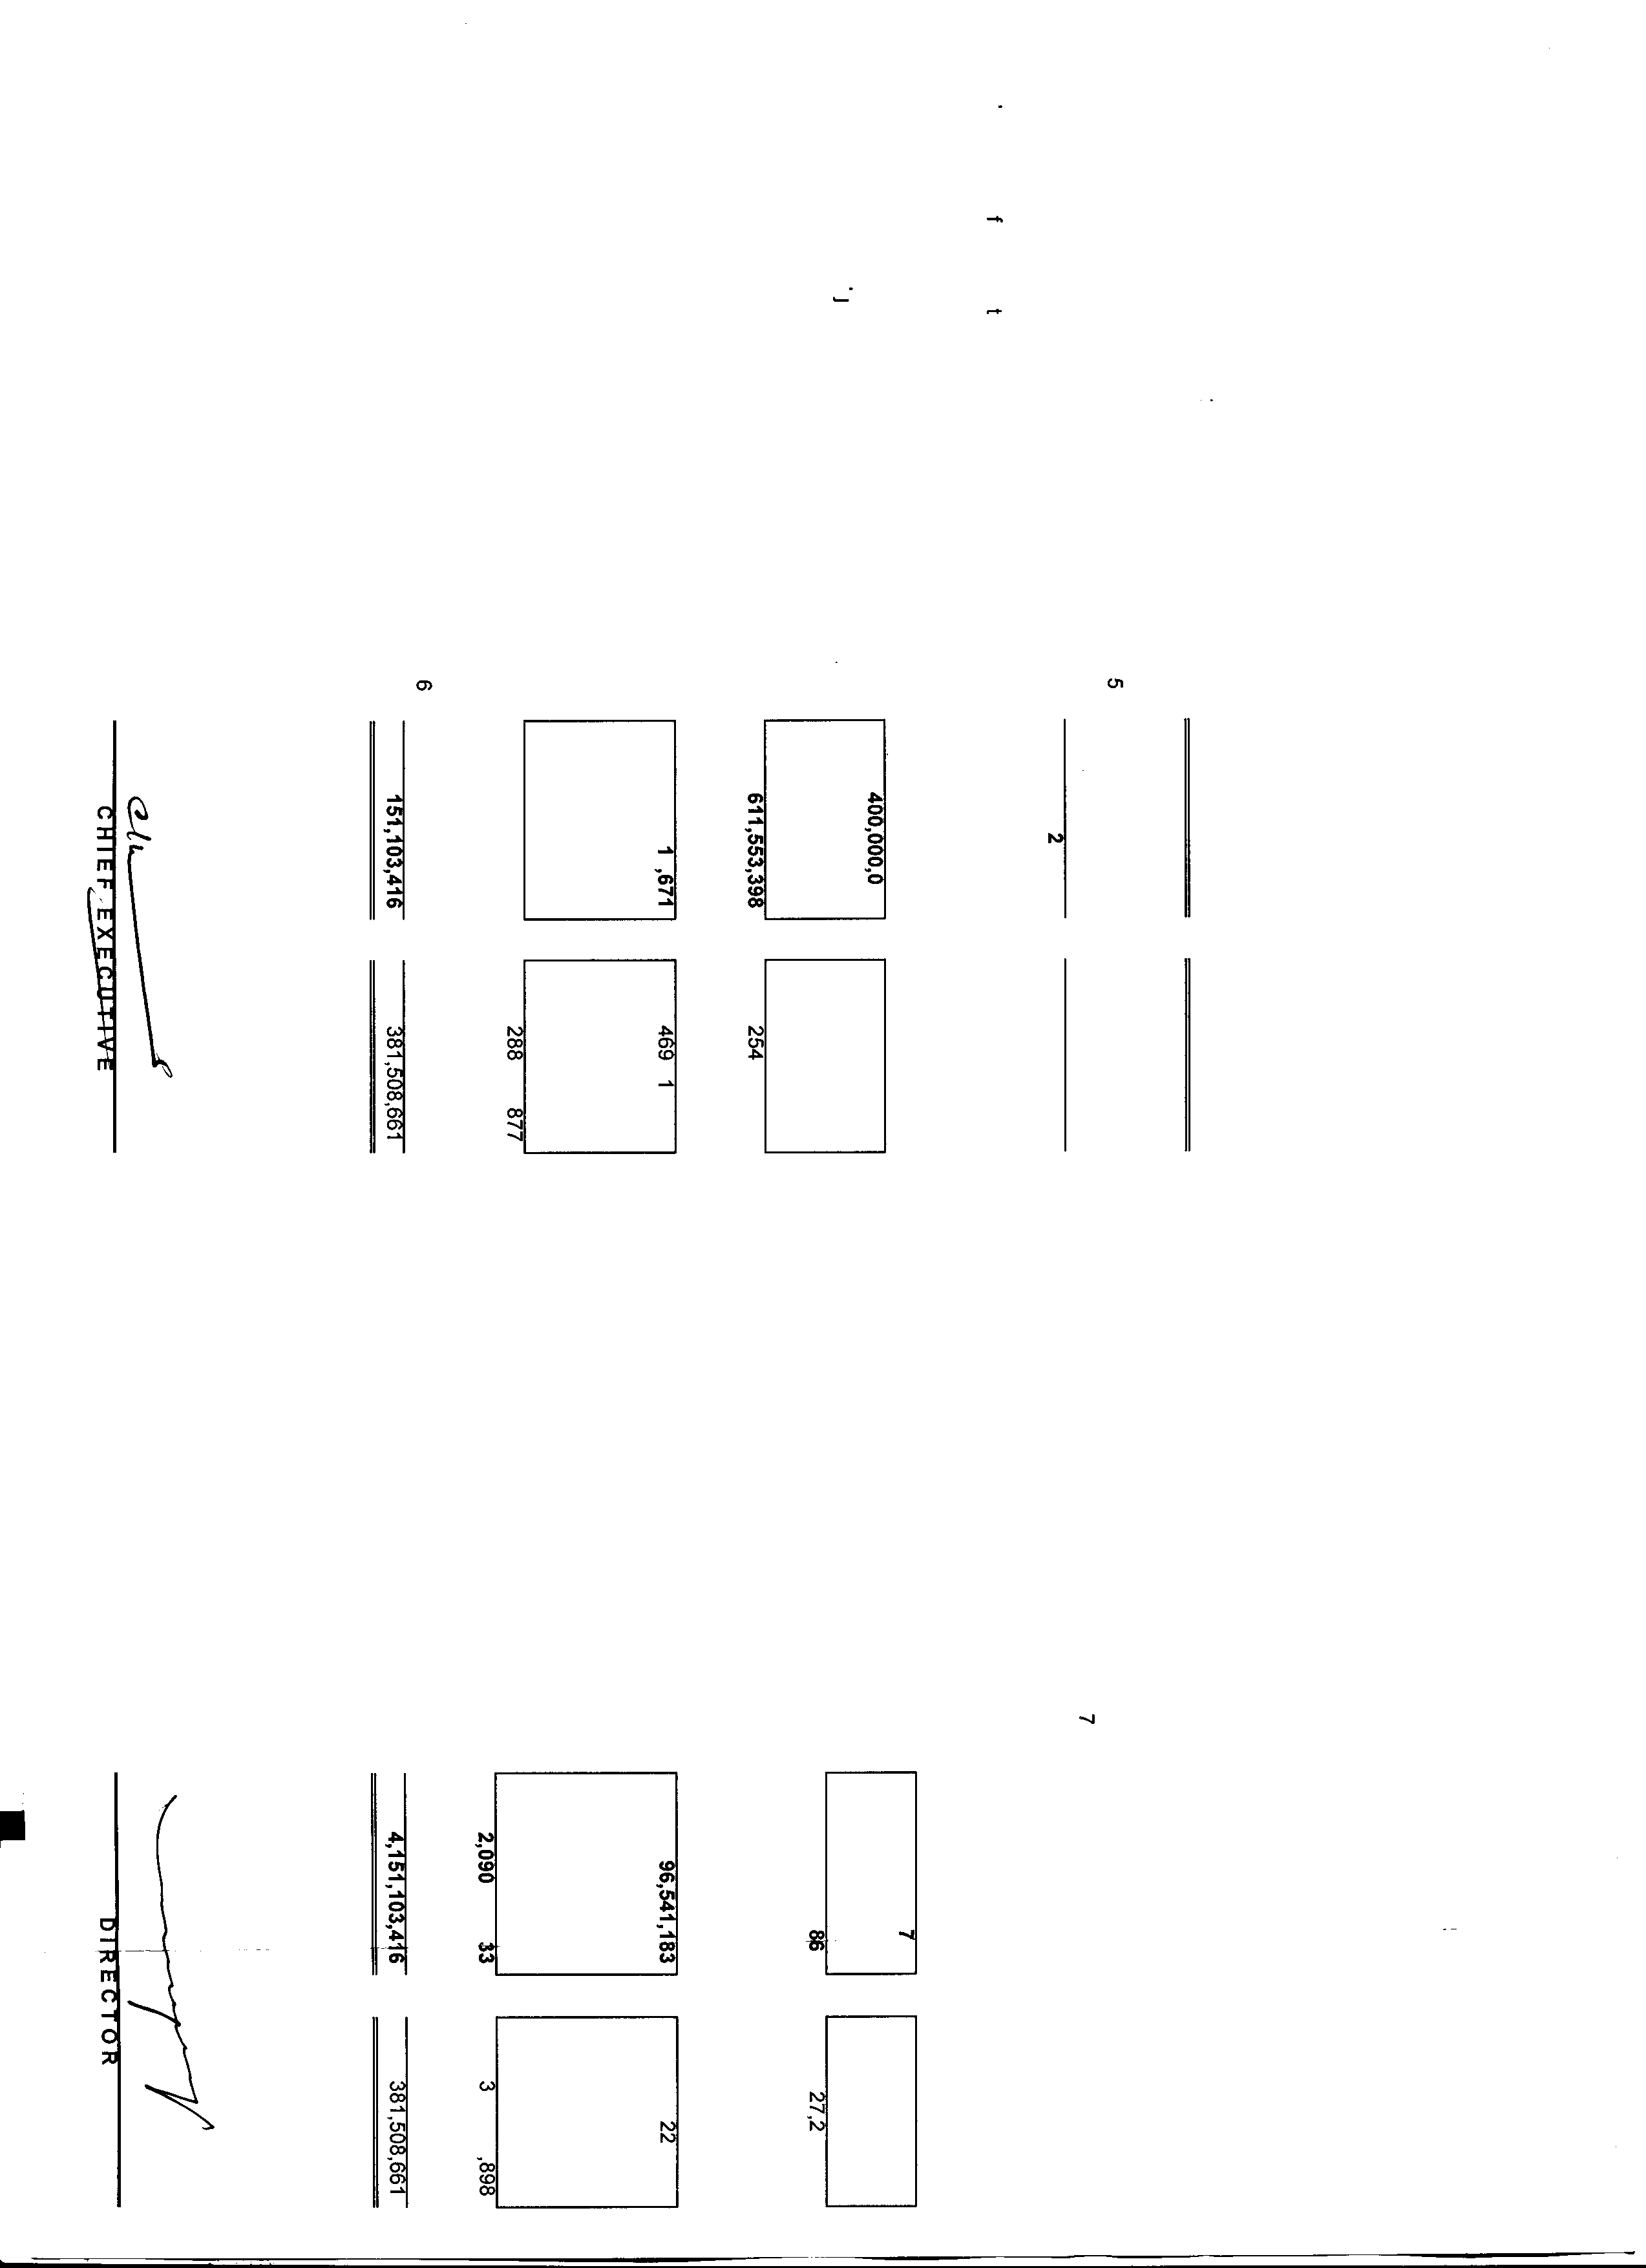 5
7
2
f t
7
400,000,0
J
86 27,2
611,553,398 254
1 ,671 469 1 96,541,183 22
288 877
2,090 33 3 ,898
6
151,103,416 381,508,661 4,151,103,416 381,508,661
CHIEF EXECUTIVE DIRECTOR